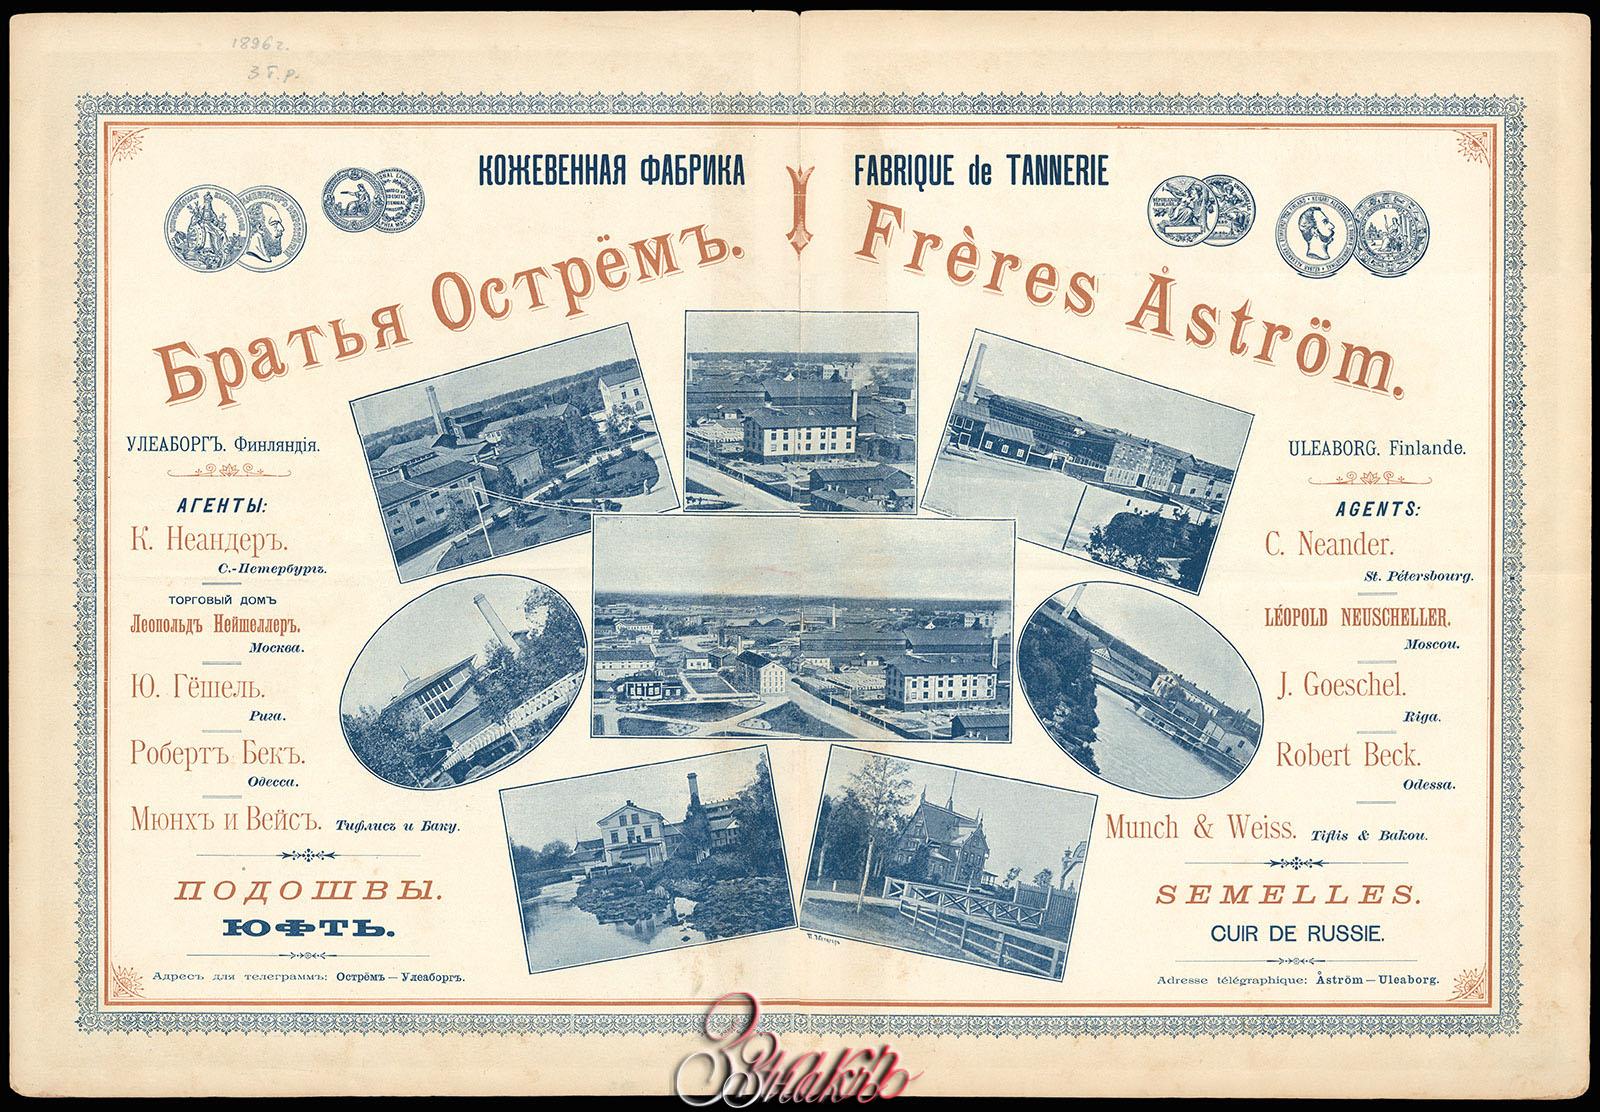 1896 г.
3 Т. р.
КОЖЕВЕННАЯ ФАБРИКА
Братья Острёмъ.
FABRIQUE de TANNERIE
Frères Åström.
УЛЕАБОРГЪ. Финляндія.
АГЕНТЫ:
К. Неандеръ.
С.-Петербургъ.
ТОРГОВЫЙ ДОМЪ
Леопольдъ Нейшеллеръ.
Москва.
Ю. Гёшель.
Рига.
Робертъ Бекъ.
Одесса.
Мюнхъ и Вейсъ. Тифлисъ и Баку.
ПОДОШВЫ.
ЮФТЬ.
Адресъ для телеграммъ: Острёмъ — Улеаборгъ.
ULEABORG. Finlande.
AGENTS:
C. Neander.
St. Pétersbourg.
LÉOPOLD NEUSCHELLER.
Moscou.
J. Goeschel.
Riga.
Robert Beck.
Odessa.
Munch & Weiss. Tiflis & Bakou.
SEMELLES.
CUIR DE RUSSIE.
Adresse télégraphique: Åström — Uleaborg.
Знакъ